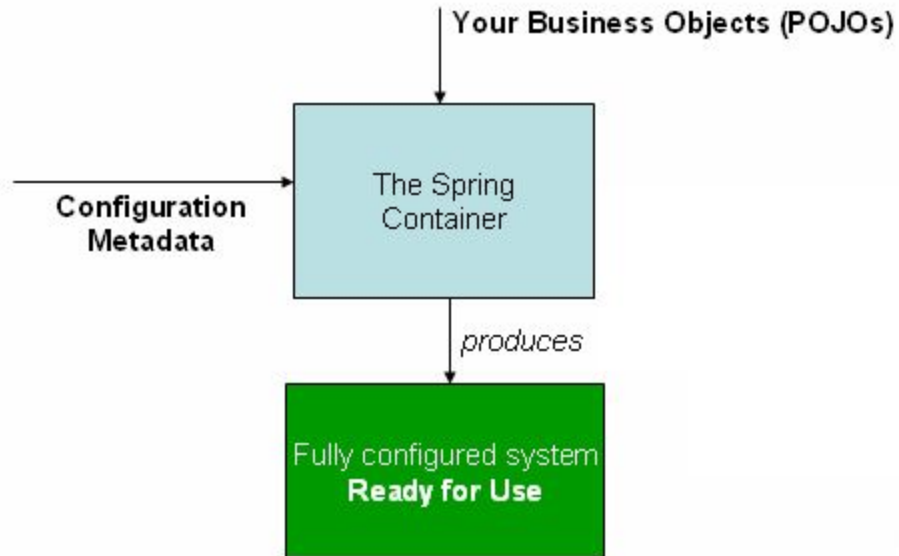 Your Business Objects (POJOs)
The Spring
Container
Configuration
Metadata
produces
Fully configured system
Ready for Use